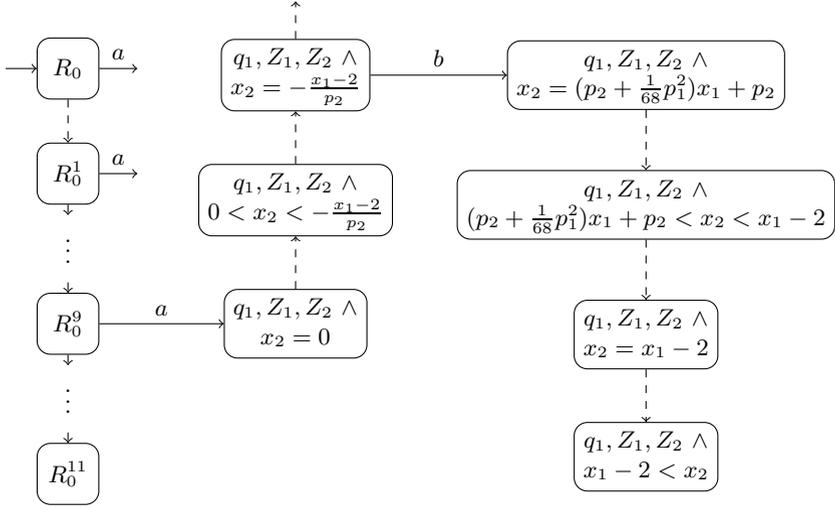 R_0
a
R_0^1
a
⋮
R_0^9
a
⋮
R_0^{11}
q_1, Z_1, Z_2 ∧
x_2 = -\frac{x_1-2}{p_2}
b
q_1, Z_1, Z_2 ∧
0 < x_2 < -\frac{x_1-2}{p_2}
q_1, Z_1, Z_2 ∧
x_2 = 0
q_1, Z_1, Z_2 ∧
x_2 = (p_2 + \frac{1}{68}p_1^2)x_1 + p_2
q_1, Z_1, Z_2 ∧
(p_2 + \frac{1}{68}p_1^2)x_1 + p_2 < x_2 < x_1 - 2
q_1, Z_1, Z_2 ∧
x_2 = x_1 - 2
q_1, Z_1, Z_2 ∧
x_1 - 2 < x_2